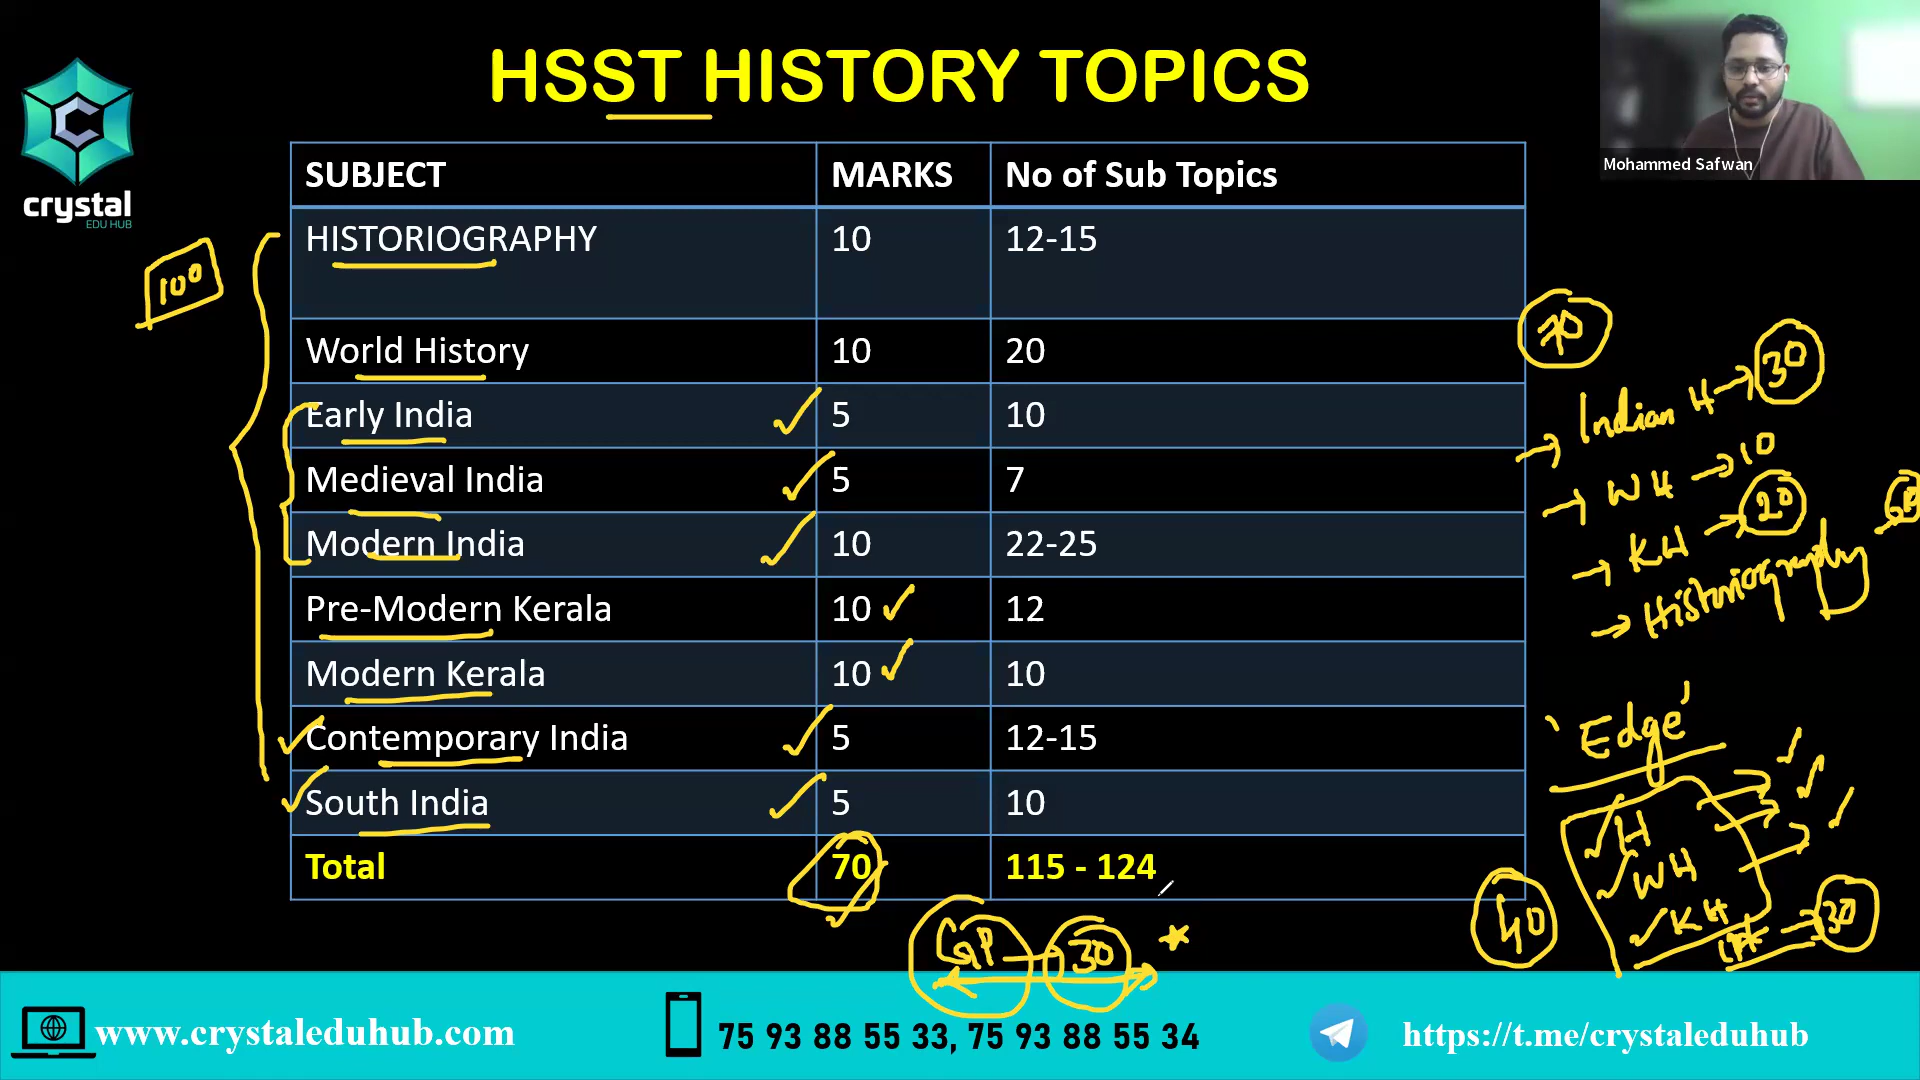 HSST HISTORY TOPICS
C
crystal
EDU HUB
Mohammed Safwan
SUBJECT MARKS No of Sub Topics
HISTORIOGRAPHY 10 12-15
World History 10 20
Early India 5 10
Medieval India 5 7
Modern India 10 22-25
Pre-Modern Kerala 10 12
Modern Kerala 10 10
Contemporary India 5 12-15
South India 5 10
Total 70 115 - 124
100
70
Indian H → 30
WH → 10
KH → 20
Historiography
'Edge'
WH
KH
30
40
GP - 30
www.crystaleduhub.com
75 93 88 55 33, 75 93 88 55 34
https://t.me/crystaleduhub